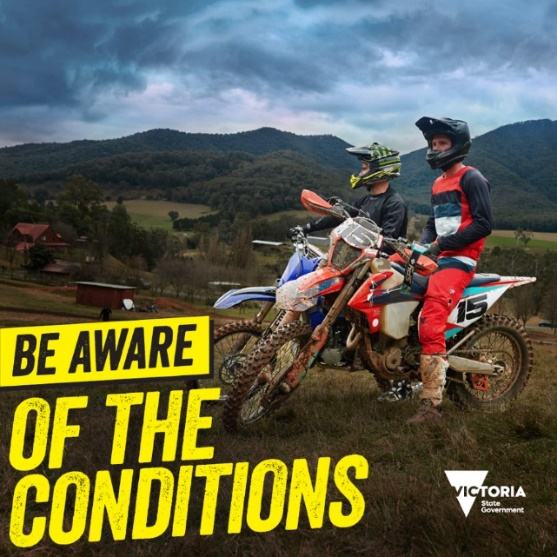 BE AWARE
OF THE
CONDITIONS
15
VICTORIA
State
Government